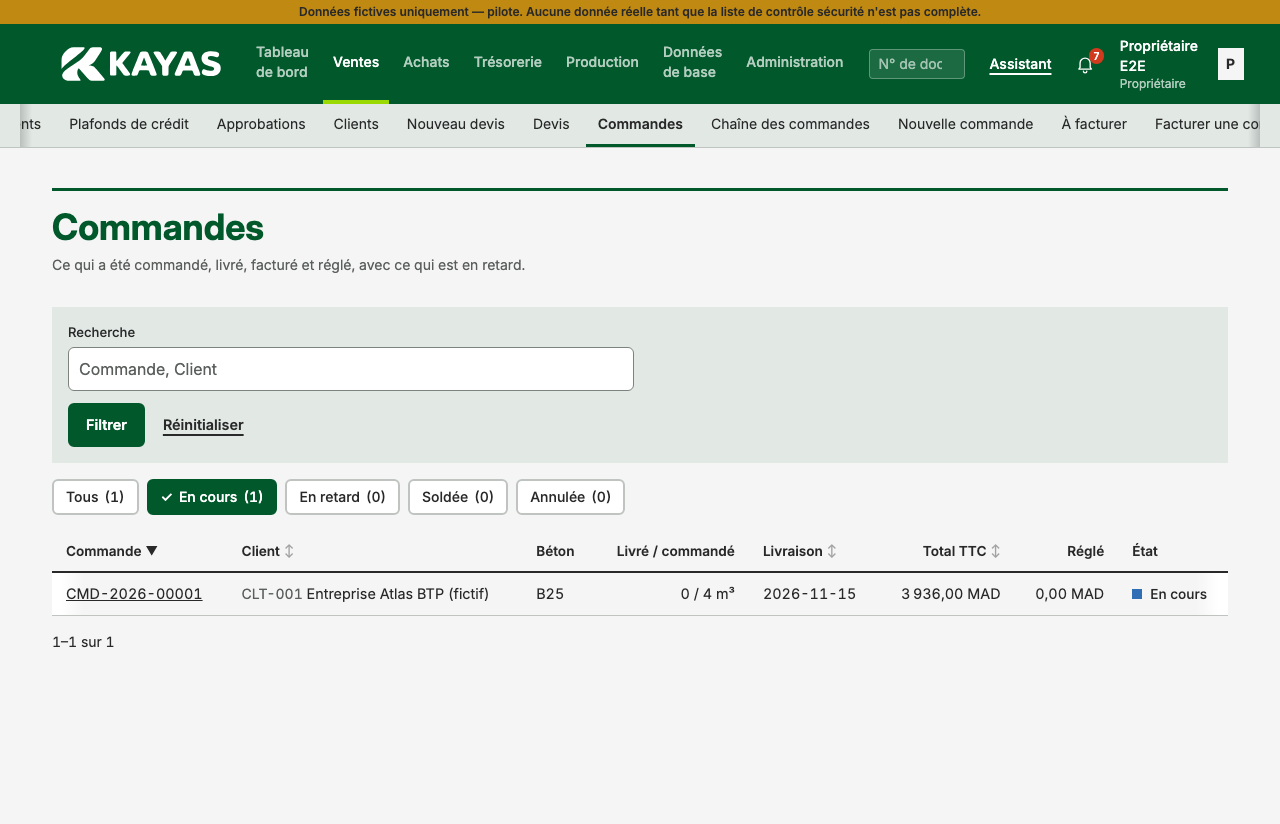 Données fictives uniquement — pilote. Aucune donnée réelle tant que la liste de contrôle sécurité n'est pas complète.
KAYAS
Tableau de bord
Ventes
Achats
Trésorerie
Production
Données de base
Administration
N° de doc
Assistant
7
Propriétaire E2E
Propriétaire
P
nts
Plafonds de crédit
Approbations
Clients
Nouveau devis
Devis
Commandes
Chaîne des commandes
Nouvelle commande
À facturer
Facturer une co
Commandes
Ce qui a été commandé, livré, facturé et réglé, avec ce qui est en retard.
Recherche
Commande, Client
Filtrer
Réinitialiser
Tous (1)
✓ En cours (1)
En retard (0)
Soldée (0)
Annulée (0)
Commande ▼ Client ↕ Béton Livré / commandé Livraison ↕ Total TTC ↕ Réglé État
CMD-2026-00001 CLT-001 Entreprise Atlas BTP (fictif) B25 0 / 4 m³ 2026-11-15 3 936,00 MAD 0,00 MAD En cours
1–1 sur 1